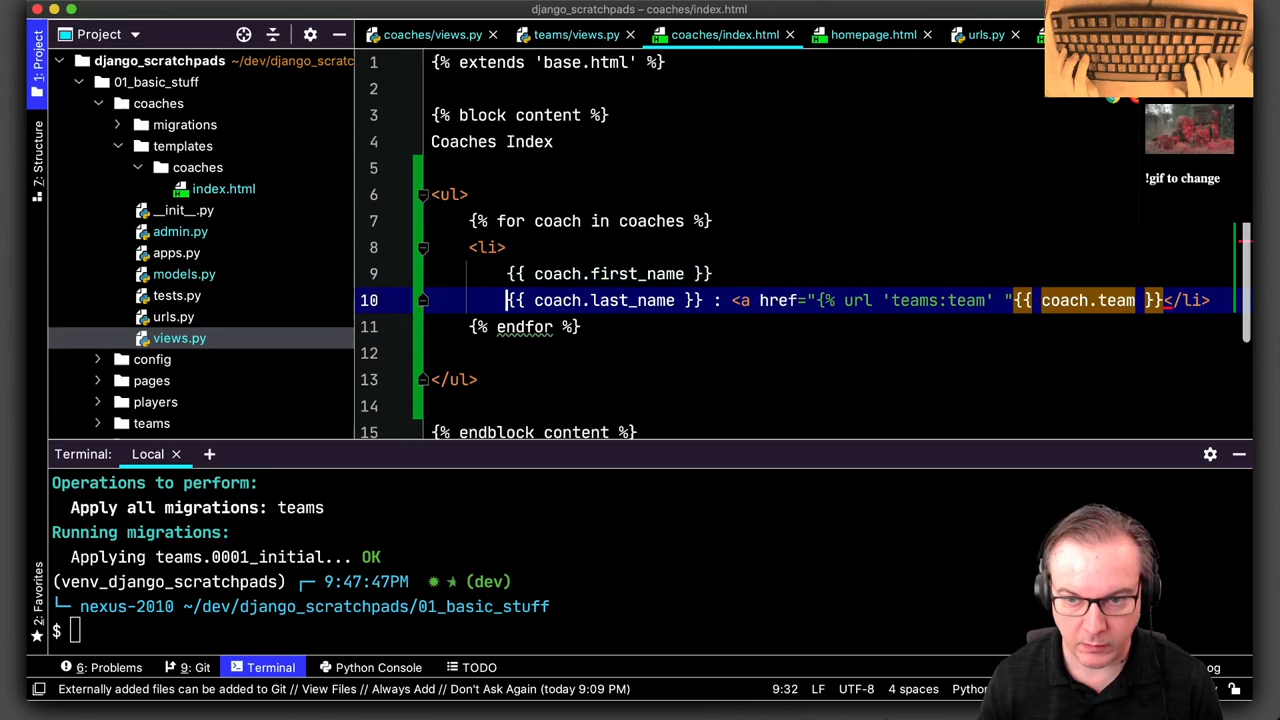 django_scratchpads – coaches/index.html
Project
coaches/views.py
teams/views.py
coaches/index.html
homepage.html
urls.py
1: Project
7: Structure
2: Favorites
django_scratchpads ~/dev/django_scratc
01_basic_stuff
coaches
migrations
templates
coaches
index.html
__init__.py
admin.py
apps.py
models.py
tests.py
urls.py
views.py
config
pages
players
teams
1 {% extends 'base.html' %}
2
3 {% block content %}
4 Coaches Index
5
6 <ul>
7 {% for coach in coaches %}
8 <li>
9 {{ coach.first_name }}
10 {{ coach.last_name }} : <a href="{% url 'teams:team' "{{ coach.team }}</li>
11 {% endfor %}
12
13 </ul>
14
15 {% endblock content %}
!gif to change
Terminal: Local
Operations to perform:
Apply all migrations: teams
Running migrations:
Applying teams.0001_initial... OK
(venv_django_scratchpads) 9:47:47PM (dev)
nexus-2010 ~/dev/django_scratchpads/01_basic_stuff
$
6: Problems 9: Git Terminal Python Console TODO
Externally added files can be added to Git // View Files // Always Add // Don't Ask Again (today 9:09 PM) 9:32 LF UTF-8 4 spaces